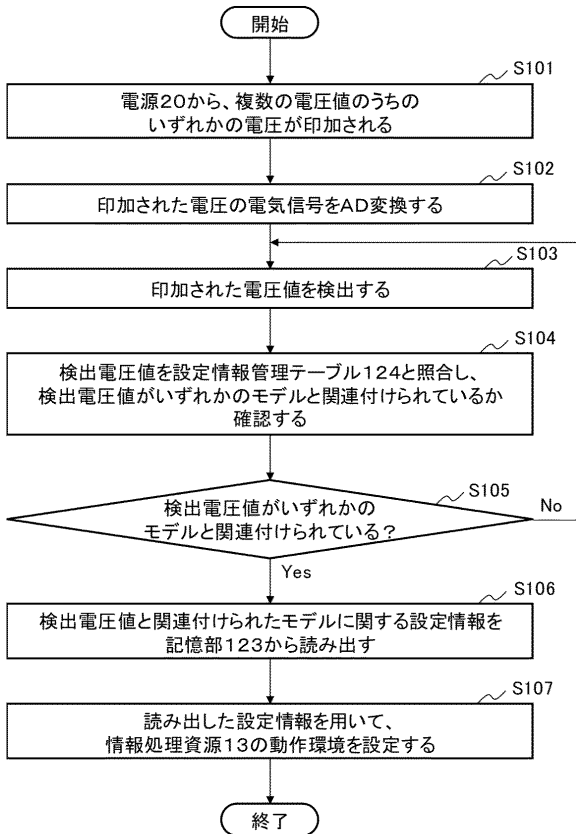 開始
S101
電源20から、複数の電圧値のうちの
いずれかの電圧が印加される
S102
印加された電圧の電気信号をAD変換する
S103
印加された電圧値を検出する
S104
検出電圧値を設定情報管理テーブル124と照合し、
検出電圧値がいずれかのモデルと関連付けられているか
確認する
S105
検出電圧値がいずれかの
モデルと関連付けられている?
No
Yes
S106
検出電圧値と関連付けられたモデルに関する設定情報を
記憶部123から読み出す
S107
読み出した設定情報を用いて、
情報処理資源13の動作環境を設定する
終了